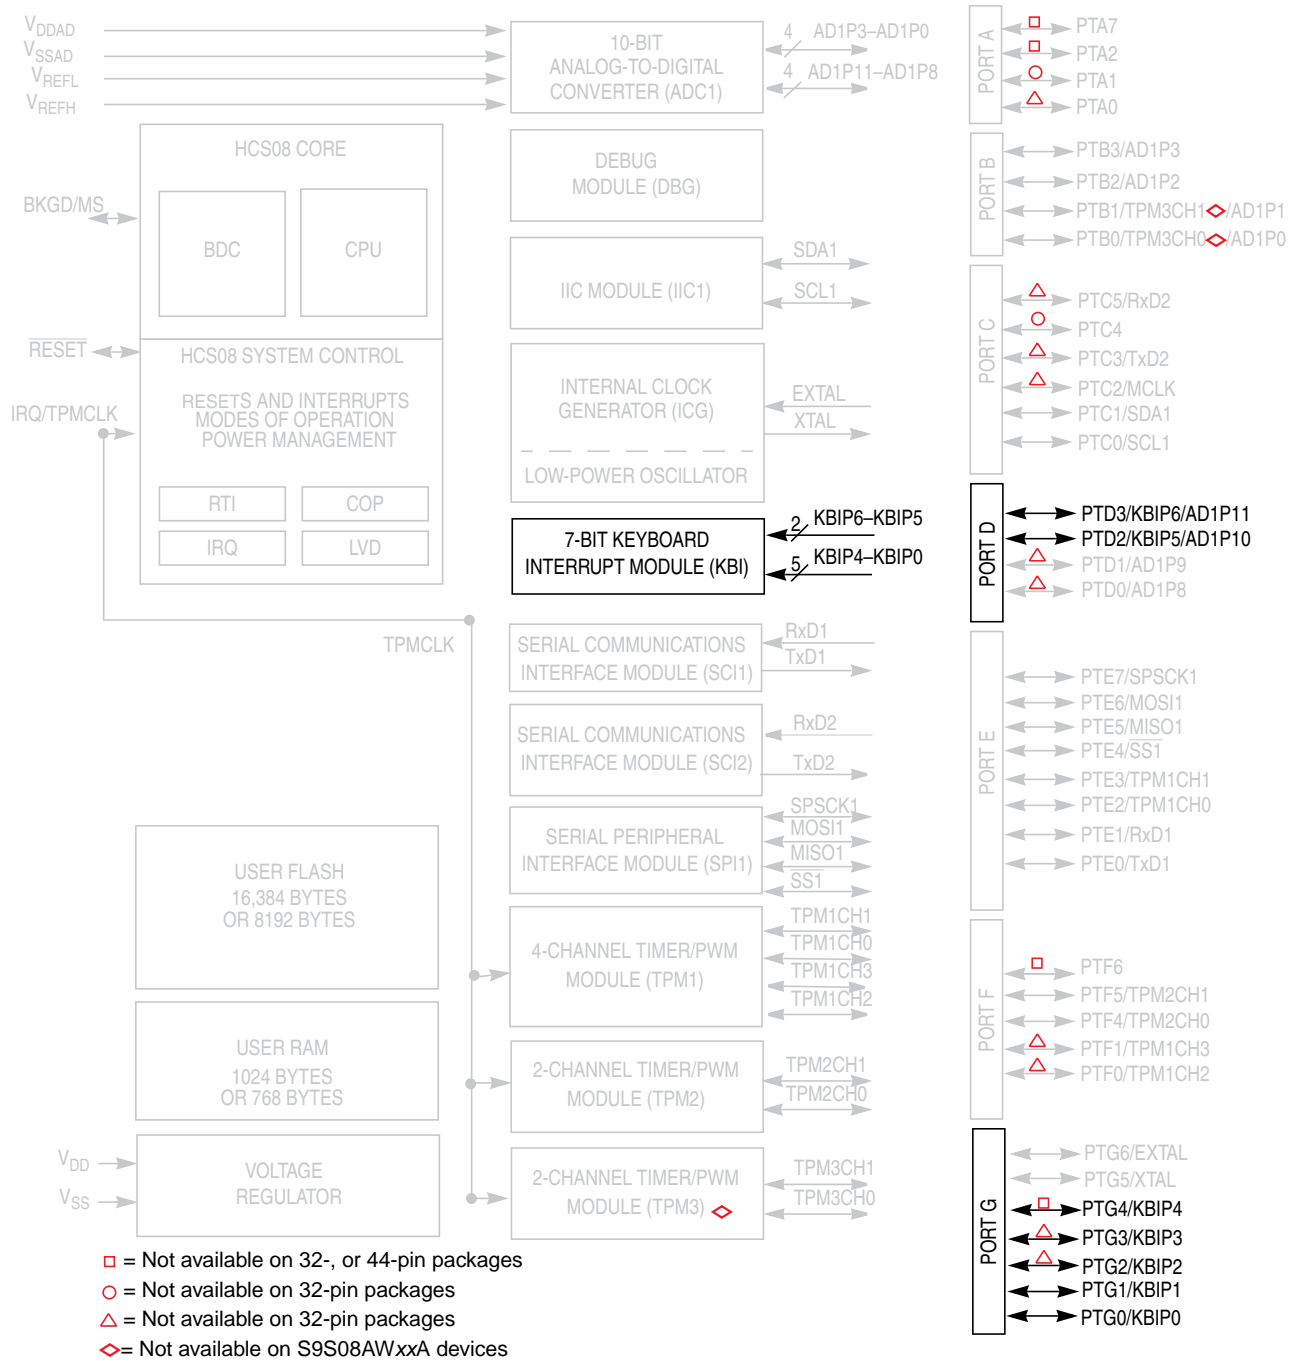 VDDAD
VSSAD
VREFL
VREFH
10-BIT
ANALOG-TO-DIGITAL
CONVERTER (ADC1)
4 AD1P3–AD1P0
4 AD1P11–AD1P8
PORT A
PTA7
PTA2
PTA1
PTA0
HCS08 CORE
BDC
CPU
BKGD/MS
DEBUG
MODULE (DBG)
PORT B
PTB3/AD1P3
PTB2/AD1P2
PTB1/TPM3CH1/AD1P1
PTB0/TPM3CH0/AD1P0
IIC MODULE (IIC1)
SDA1
SCL1
PORT C
PTC5/RxD2
PTC4
PTC3/TxD2
PTC2/MCLK
PTC1/SDA1
PTC0/SCL1
RESET
HCS08 SYSTEM CONTROL
RESETS AND INTERRUPTS
MODES OF OPERATION
POWER MANAGEMENT
IRQ/TPMCLK
RTI
COP
IRQ
LVD
INTERNAL CLOCK
GENERATOR (ICG)
LOW-POWER OSCILLATOR
EXTAL
XTAL
7-BIT KEYBOARD
INTERRUPT MODULE (KBI)
2 KBIP6–KBIP5
5 KBIP4–KBIP0
PORT D
PTD3/KBIP6/AD1P11
PTD2/KBIP5/AD1P10
PTD1/AD1P9
PTD0/AD1P8
TPMCLK
SERIAL COMMUNICATIONS
INTERFACE MODULE (SCI1)
RxD1
TxD1
SERIAL COMMUNICATIONS
INTERFACE MODULE (SCI2)
RxD2
TxD2
PORT E
PTE7/SPSCK1
PTE6/MOSI1
PTE5/MISO1
PTE4/SS1
PTE3/TPM1CH1
PTE2/TPM1CH0
PTE1/RxD1
PTE0/TxD1
SERIAL PERIPHERAL
INTERFACE MODULE (SPI1)
SPSCK1
MOSI1
MISO1
SS1
USER FLASH
16,384 BYTES
OR 8192 BYTES
4-CHANNEL TIMER/PWM
MODULE (TPM1)
TPM1CH1
TPM1CH0
TPM1CH3
TPM1CH2
PORT F
PTF6
PTF5/TPM2CH1
PTF4/TPM2CH0
PTF1/TPM1CH3
PTF0/TPM1CH2
USER RAM
1024 BYTES
OR 768 BYTES
2-CHANNEL TIMER/PWM
MODULE (TPM2)
TPM2CH1
TPM2CH0
VDD
VSS
VOLTAGE
REGULATOR
2-CHANNEL TIMER/PWM
MODULE (TPM3)
TPM3CH1
TPM3CH0
PORT G
PTG6/EXTAL
PTG5/XTAL
PTG4/KBIP4
PTG3/KBIP3
PTG2/KBIP2
PTG1/KBIP1
PTG0/KBIP0
= Not available on 32-, or 44-pin packages
= Not available on 32-pin packages
= Not available on 32-pin packages
= Not available on S9S08AWxxA devices